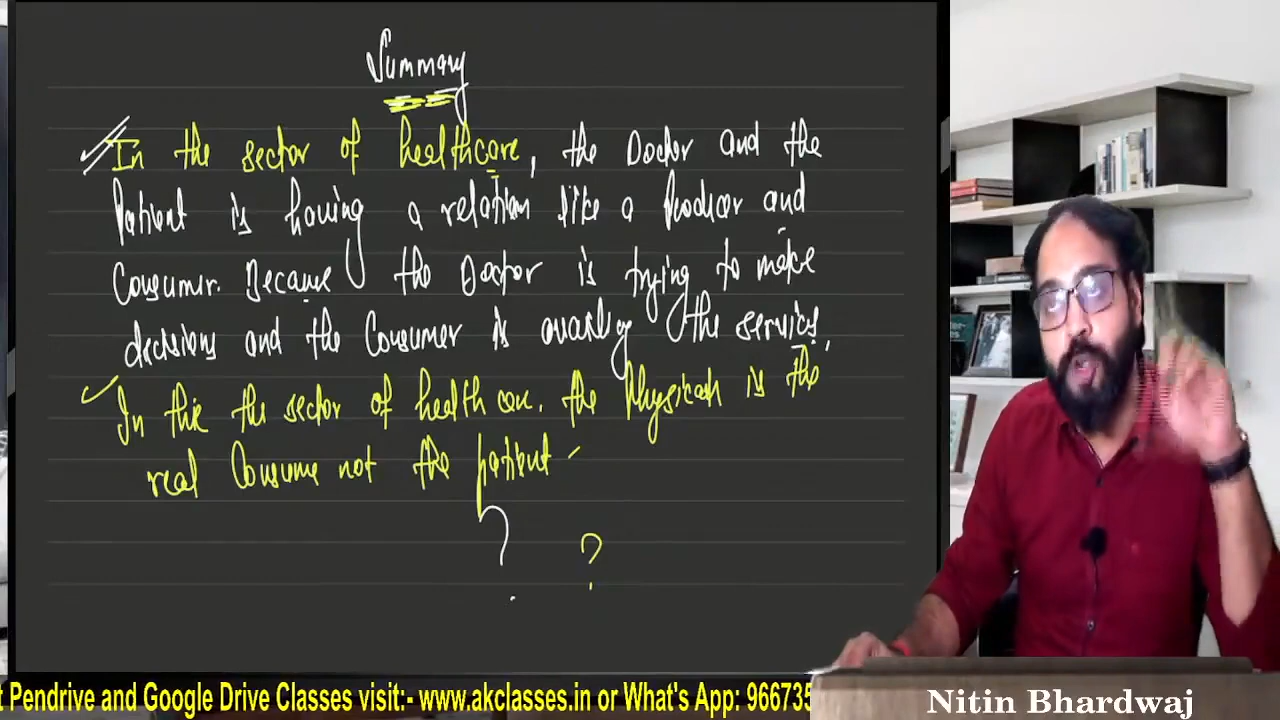 Summary
In the sector of healthcare, the Doctor and the
Patient is having a relation like a Producer and
Consumer. Because the Doctor is trying to make
decisions and the Consumer is the services,
In this the sector of health care. the Physician is the
real Consume not the patient -
? ?
t Pendrive and Google Drive Classes visit:- www.akclasses.in or What's App: 966735
Nitin Bhardwaj